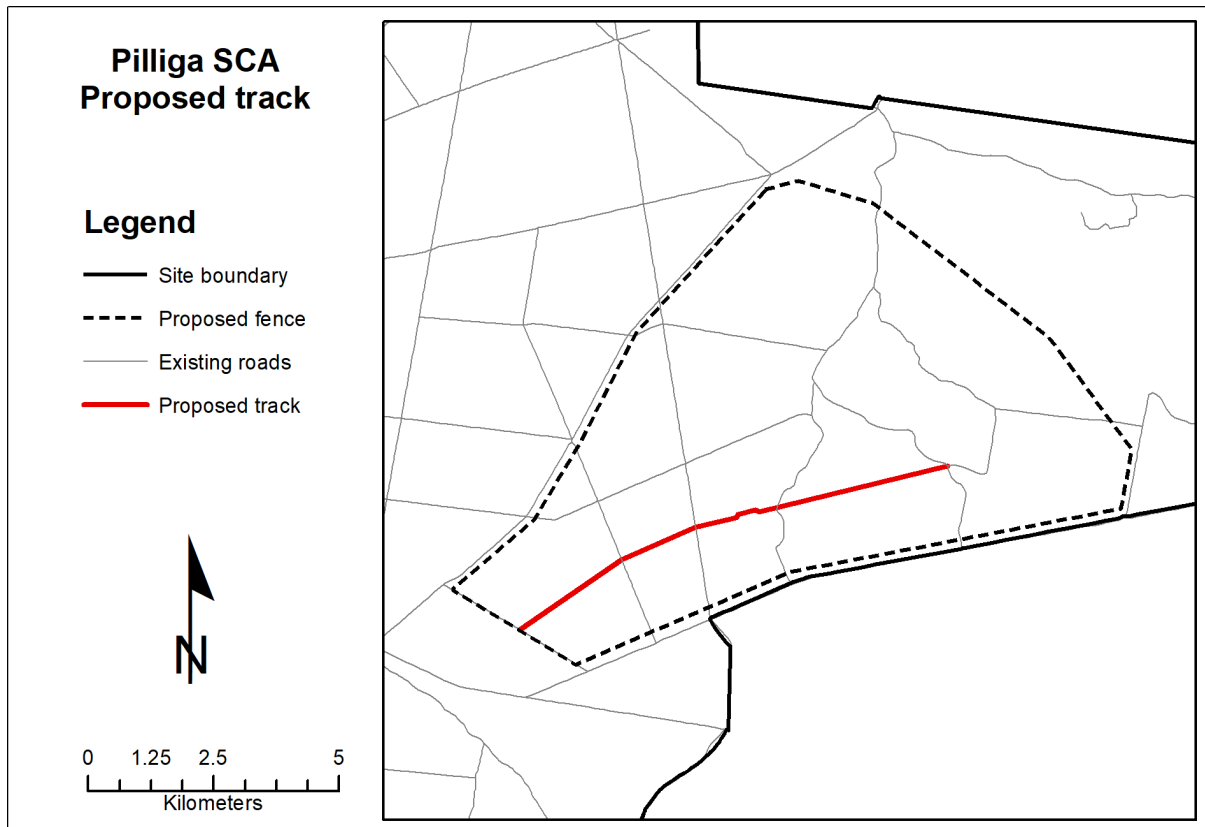 Pilliga SCA
Proposed track
Legend
Site boundary
Proposed fence
Existing roads
Proposed track
N
0 1.25 2.5 5
Kilometers